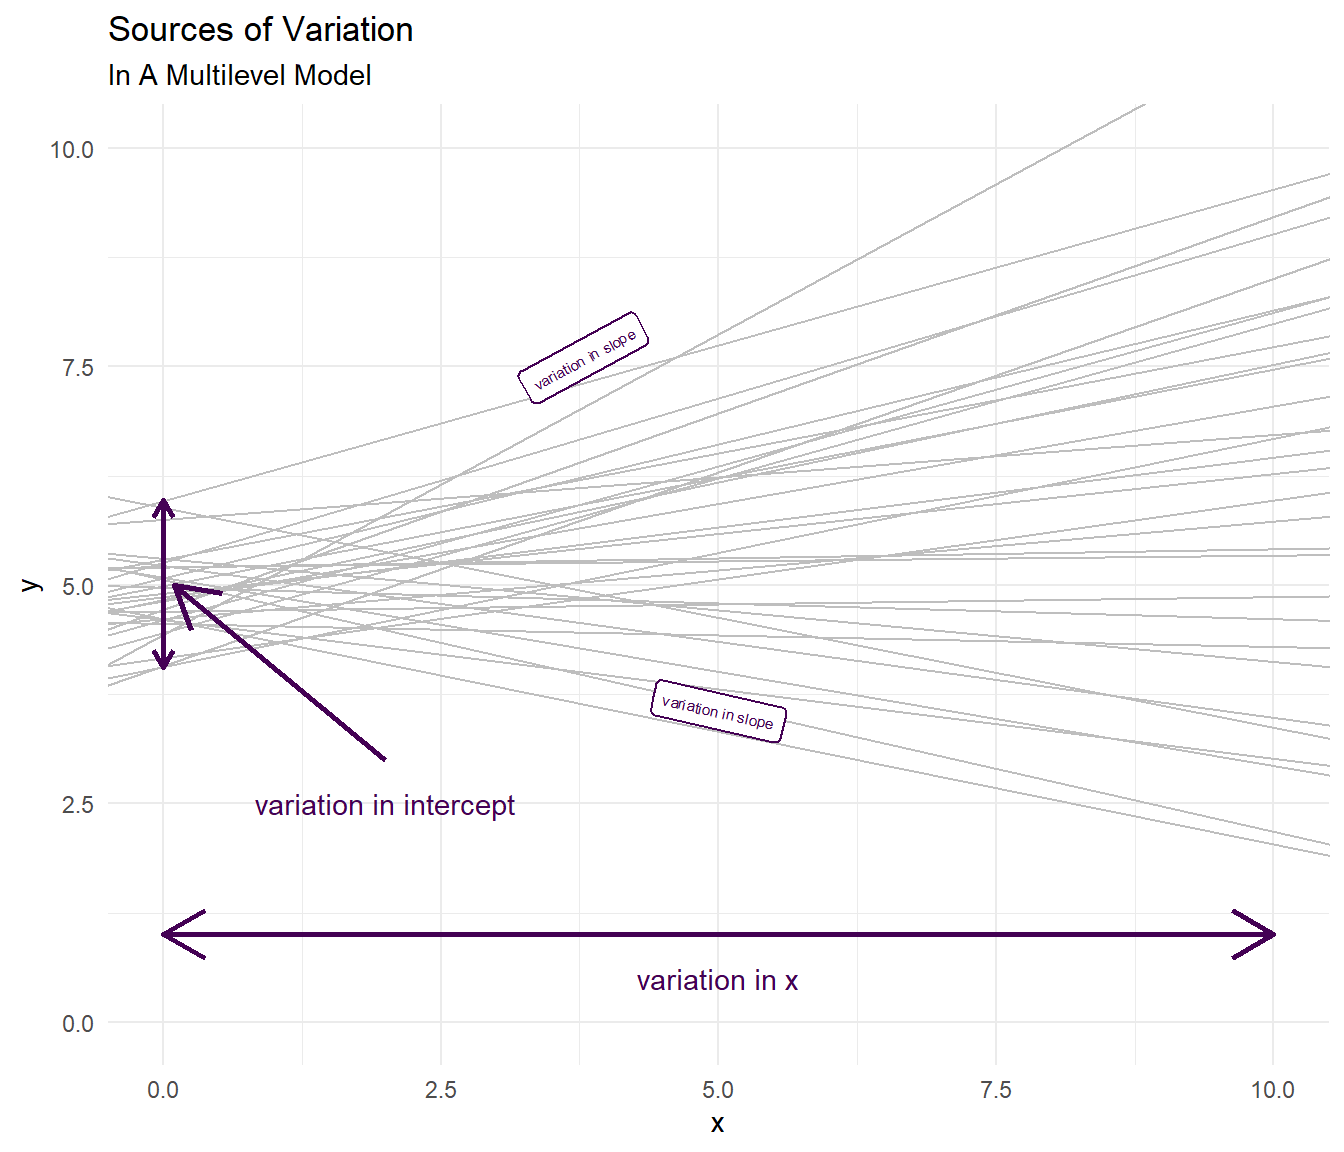 Sources of Variation
In A Multilevel Model
10.0
7.5
5.0
2.5
0.0
y
variation in slope
variation in slope
variation in intercept
variation in x
0.0 2.5 5.0 7.5 10.0
x